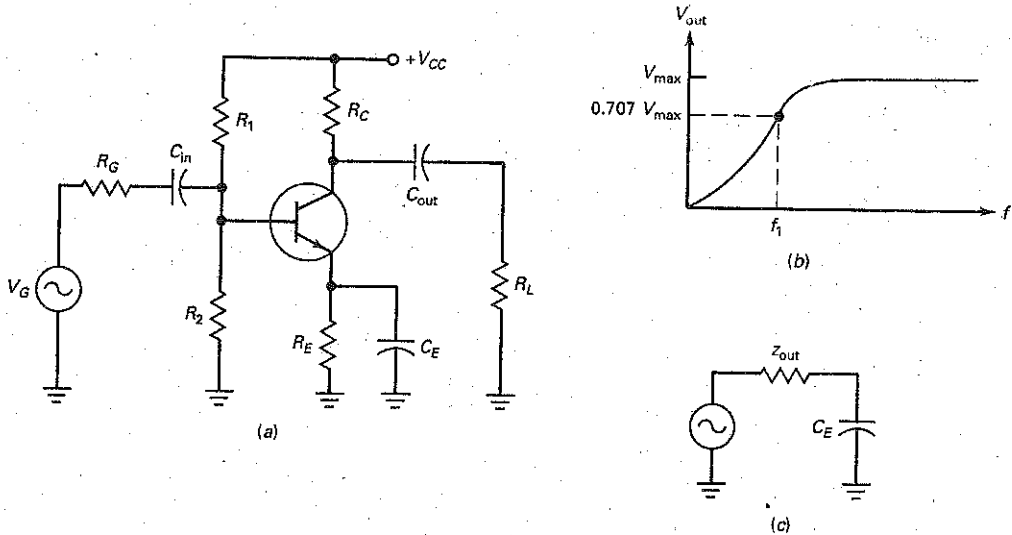 +V_CC
R_1
R_C
C_in
R_G
C_out
V_G
R_2
R_E
C_E
R_L
(a)
V_out
V_max
0.707 V_max
f_1
f
(b)
z_out
C_E
(c)